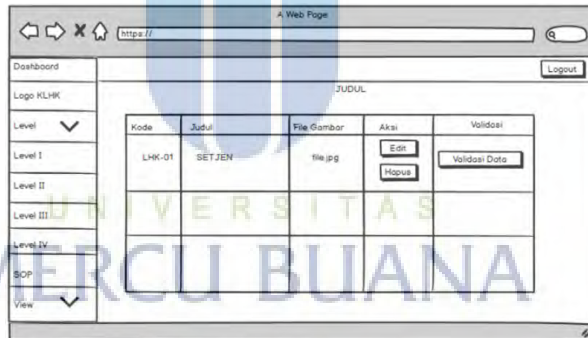 A Web Page
https://
Dashboard
Logout
Logo KLHK
JUDUL
Level
Kode Judul File Gambar Aksi Validasi
Level I
LHK-01 SETJEN file.jpg Edit Validasi Data
Hapus
Level II
Level III
UNIVERSITAS
Level IV
MERCU BUANA
SOP
View